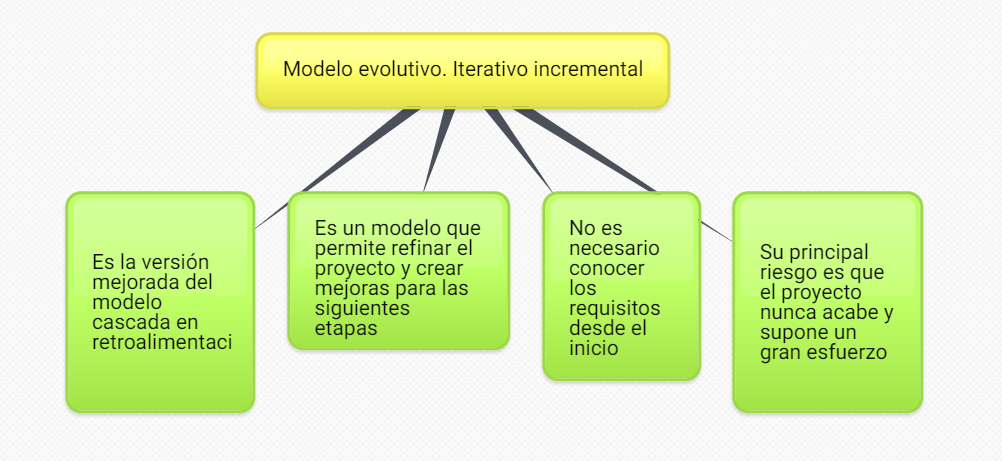 Modelo evolutivo. Iterativo incremental
Es la versión
mejorada del
modelo
cascada en
retroalimentaci
Es un modelo que
permite refinar el
proyecto y crear
mejoras para las
siguientes
etapas
No es
necesario
conocer
los
requisitos
desde el
inicio
Su principal
riesgo es que
el proyecto
nunca acabe y
supone un
gran esfuerzo